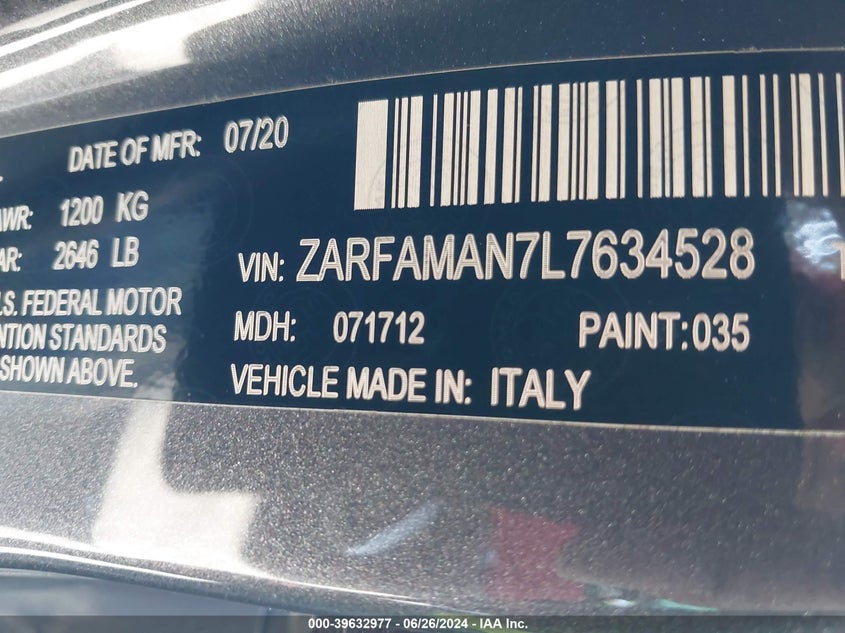 DATE OF MFR: 07/20
AWR: 1200 KG
AR: 2646 LB
VIN: ZARFAMAN7L7634528
.S. FEDERAL MOTOR
NTION STANDARDS
SHOWN ABOVE.
MDH: 071712 PAINT: 035
VEHICLE MADE IN: ITALY
000-39632977 - 06/26/2024 - IAA Inc.